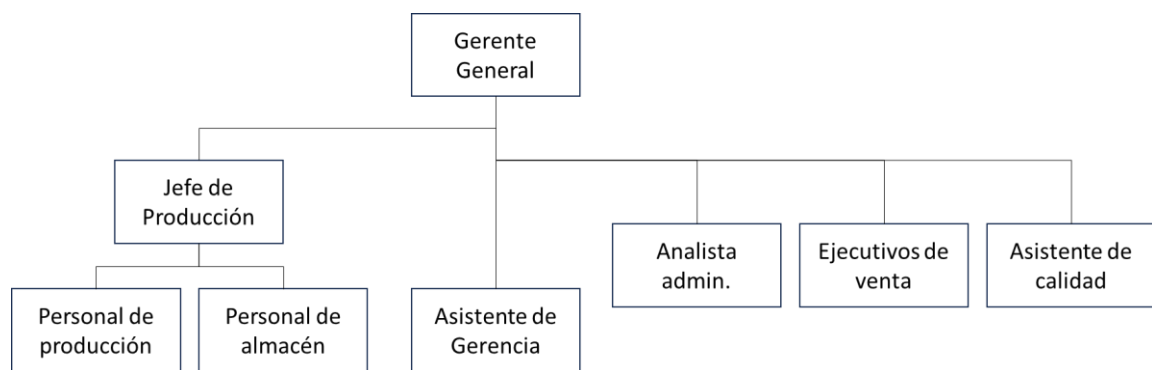 Gerente
General
Jefe de
Producción
Analista
admin.
Ejecutivos de
venta
Asistente de
calidad
Personal de
producción
Personal de
almacén
Asistente de
Gerencia